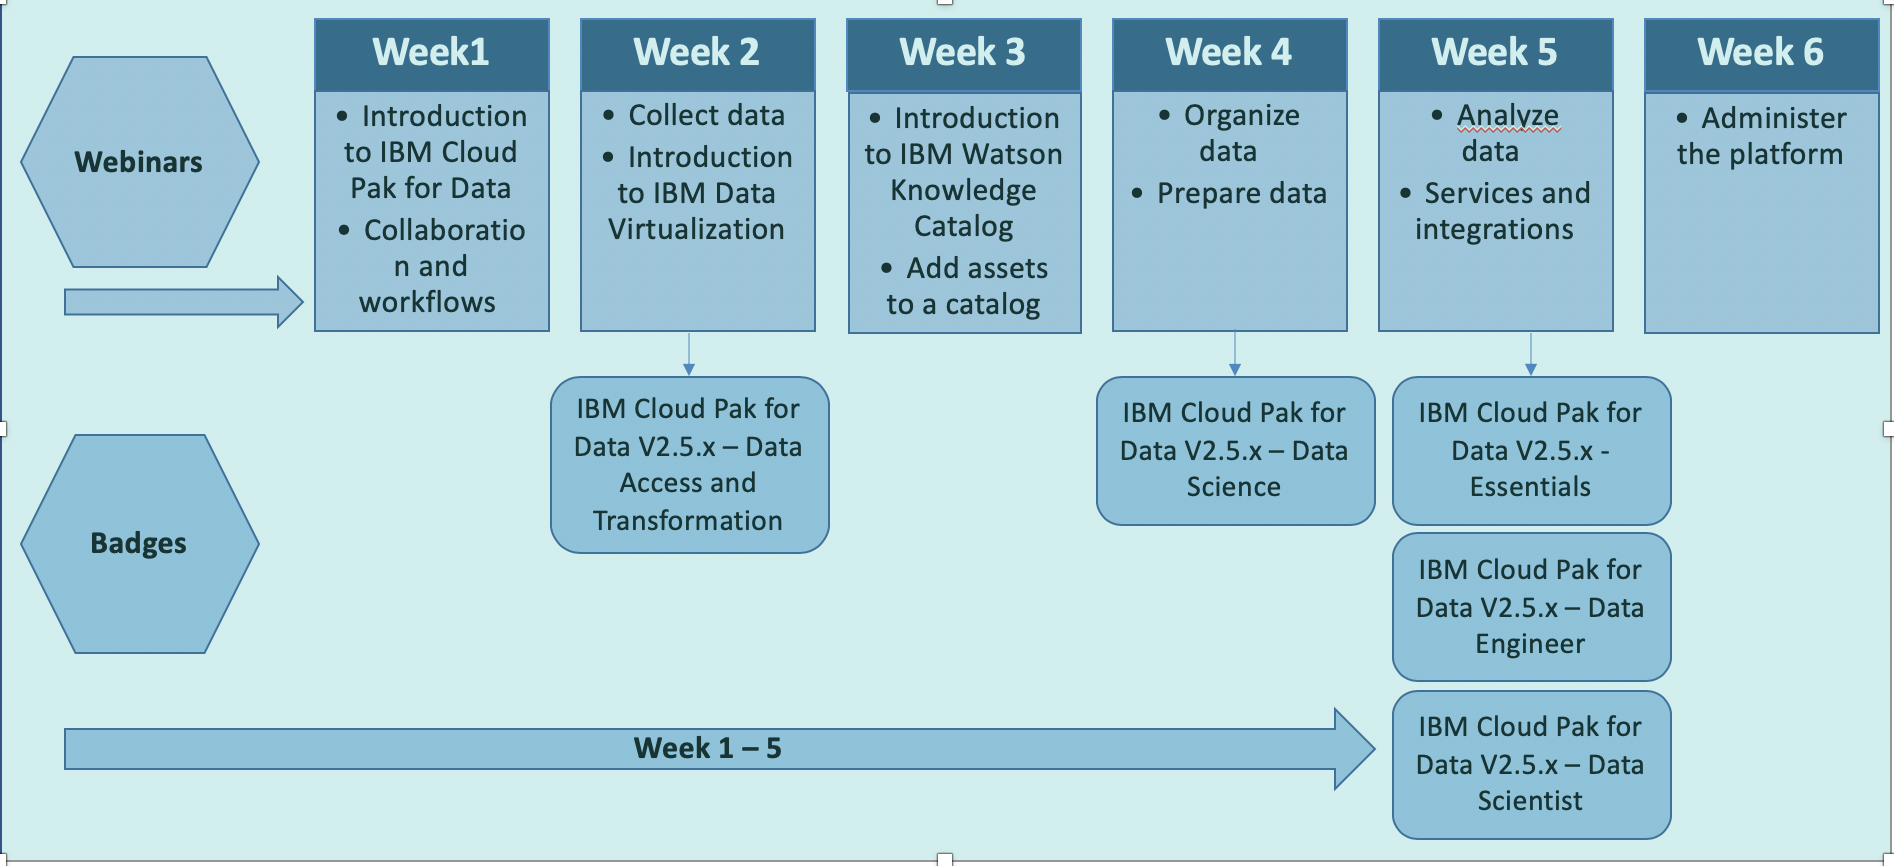 Webinars
Week1
• Introduction
to IBM Cloud
Pak for Data
• Collaboratio
n and
workflows
Week 2
• Collect data
• Introduction
to IBM Data
Virtualization
Week 3
• Introduction
to IBM Watson
Knowledge
Catalog
• Add assets
to a catalog
Week 4
• Organize
data
• Prepare data
Week 5
• Analyze
data
• Services and
integrations
Week 6
• Administer
the platform
Badges
IBM Cloud Pak for
Data V2.5.x – Data
Access and
Transformation
IBM Cloud Pak for
Data V2.5.x – Data
Science
IBM Cloud Pak for
Data V2.5.x -
Essentials
IBM Cloud Pak for
Data V2.5.x – Data
Engineer
Week 1 – 5
IBM Cloud Pak for
Data V2.5.x – Data
Scientist